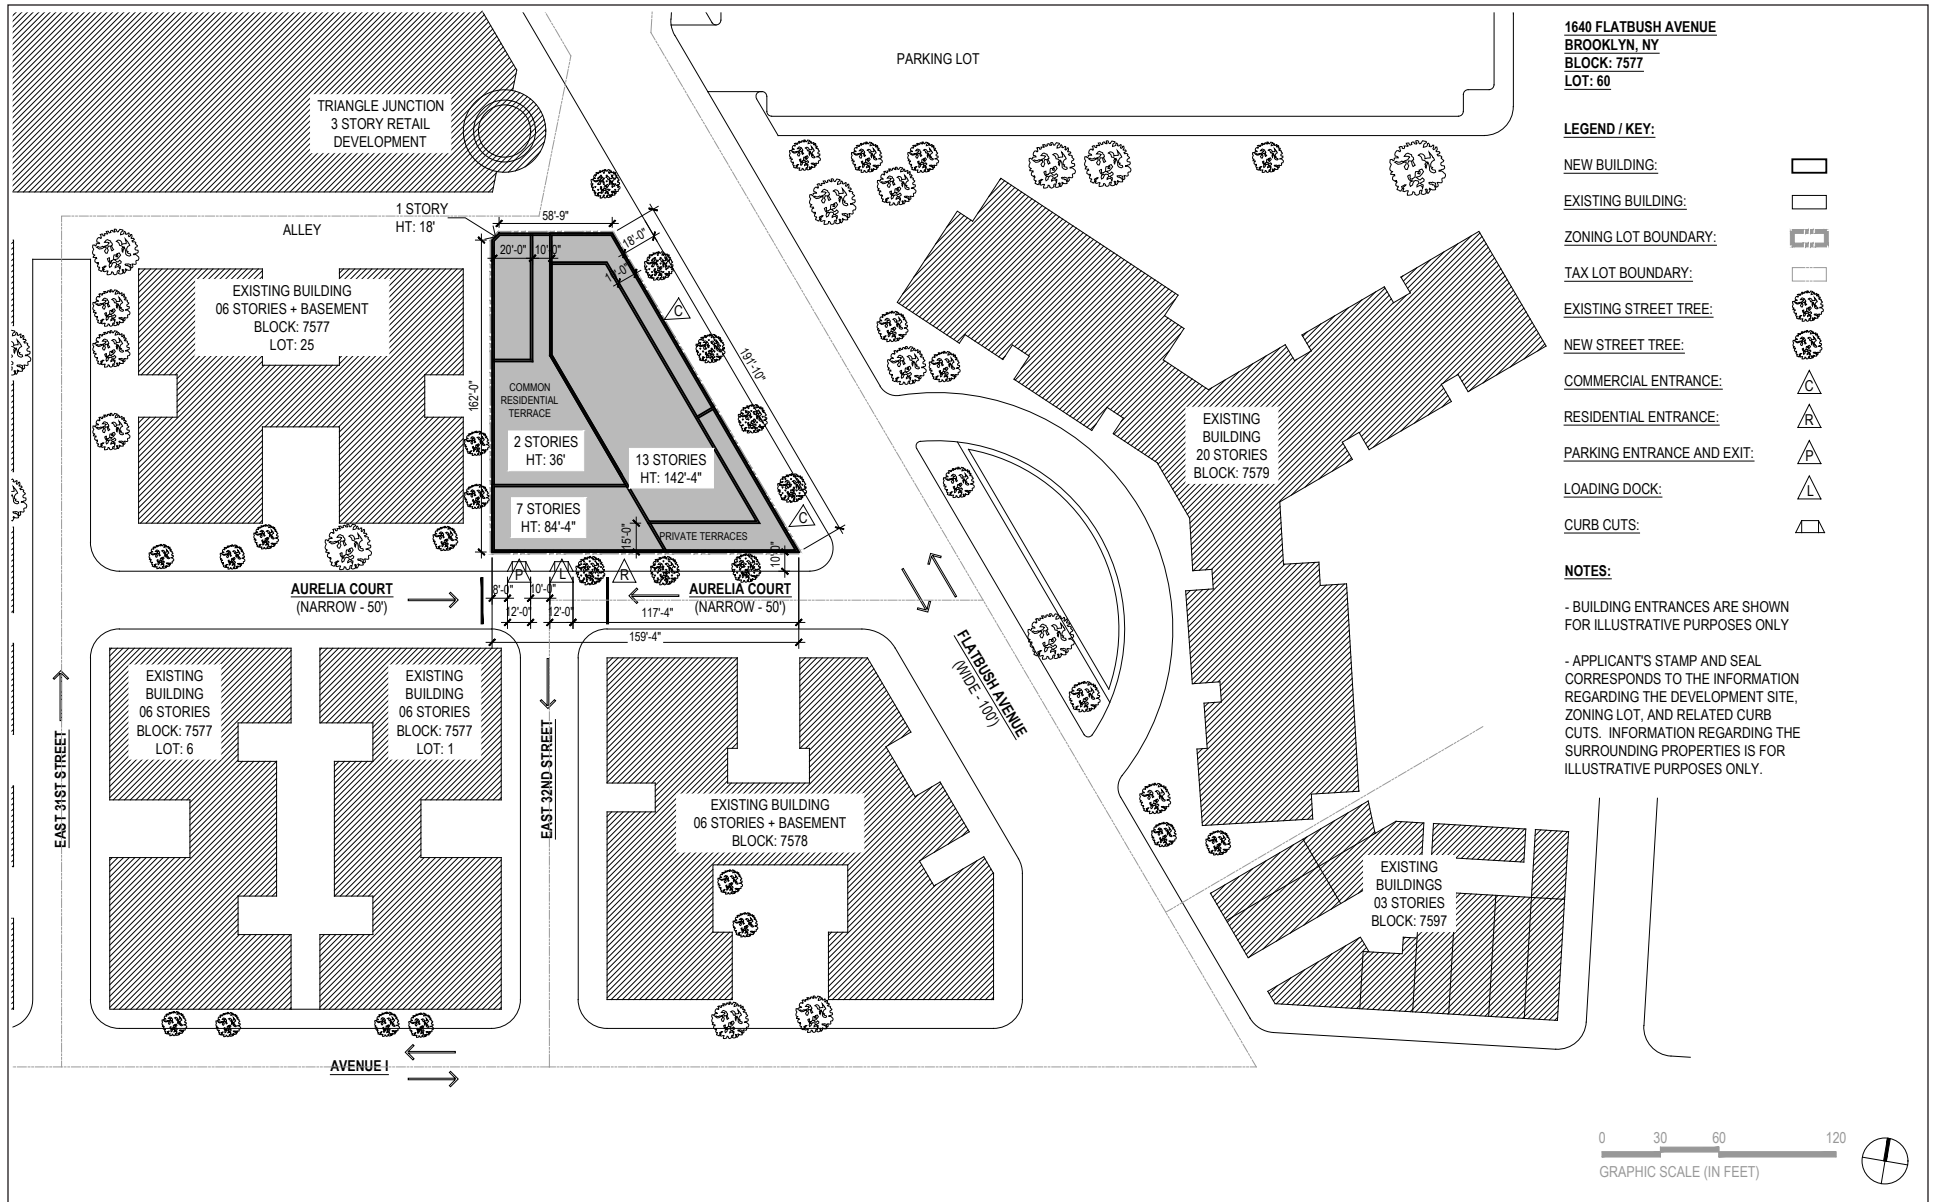 PARKING LOT
TRIANGLE JUNCTION
3 STORY RETAIL
DEVELOPMENT
1 STORY
HT: 18'
ALLEY
58'-9"
20'-0"
10'-0"
18'-0"
C
191'-10"
162'-0"
EXISTING BUILDING
06 STORIES + BASEMENT
BLOCK: 7577
LOT: 25
COMMON
RESIDENTIAL
TERRACE
2 STORIES
HT: 36'
13 STORIES
HT: 142'-4"
7 STORIES
HT: 84'-4"
15'-0"
PRIVATE TERRACES
C
10'-0"
P
L
R
AURELIA COURT
(NARROW - 50')
8'-0"
10'-0"
12'-0"
12'-0"
117'-4"
159'-4"
AURELIA COURT
(NARROW - 50')
EXISTING
BUILDING
20 STORIES
BLOCK: 7579
FLATBUSH AVENUE
(WIDE - 100')
EAST 31ST STREET
EXISTING
BUILDING
06 STORIES
BLOCK: 7577
LOT: 6
EXISTING
BUILDING
06 STORIES
BLOCK: 7577
LOT: 1
EAST 32ND STREET
EXISTING BUILDING
06 STORIES + BASEMENT
BLOCK: 7578
EXISTING
BUILDINGS
03 STORIES
BLOCK: 7597
AVENUE I
1640 FLATBUSH AVENUE
BROOKLYN, NY
BLOCK: 7577
LOT: 60
LEGEND / KEY:
NEW BUILDING:
EXISTING BUILDING:
ZONING LOT BOUNDARY:
TAX LOT BOUNDARY:
EXISTING STREET TREE:
NEW STREET TREE:
COMMERCIAL ENTRANCE: C
RESIDENTIAL ENTRANCE: R
PARKING ENTRANCE AND EXIT: P
LOADING DOCK: L
CURB CUTS:
NOTES:
- BUILDING ENTRANCES ARE SHOWN
FOR ILLUSTRATIVE PURPOSES ONLY
- APPLICANT'S STAMP AND SEAL
CORRESPONDS TO THE INFORMATION
REGARDING THE DEVELOPMENT SITE,
ZONING LOT, AND RELATED CURB
CUTS. INFORMATION REGARDING THE
SURROUNDING PROPERTIES IS FOR
ILLUSTRATIVE PURPOSES ONLY.
0 30 60 120
GRAPHIC SCALE (IN FEET)